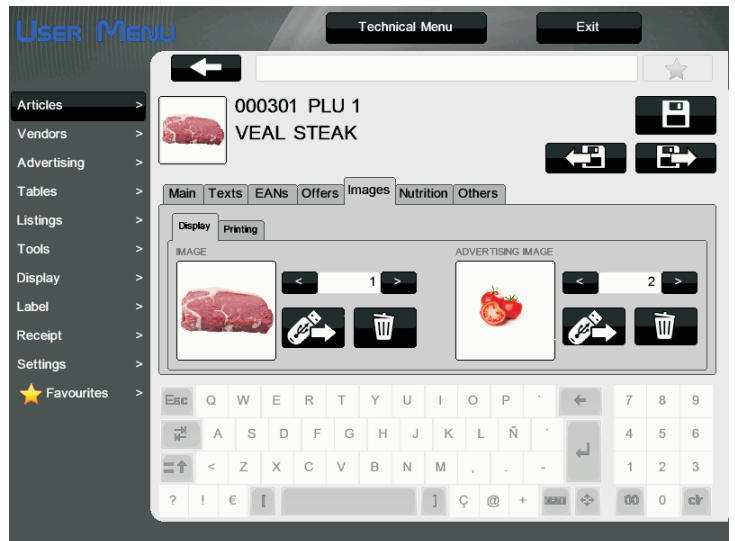 USER MENU
Technical Menu
Exit
Articles >
Vendors >
Advertising >
Tables >
Listings >
Tools >
Display >
Label >
Receipt >
Settings >
Favourites >
000301 PLU 1
VEAL STEAK
Main Texts EANs Offers Images Nutrition Others
Display Printing
IMAGE
< 1 >
ADVERTISING IMAGE
< 2 >
Esc Q W E R T Y U I O P ` 7 8 9
A S D F G H J K L Ñ ´ 4 5 6
< Z X C V B N M , . - 1 2 3
? ! € [ ] Ç @ + 00 0 clr